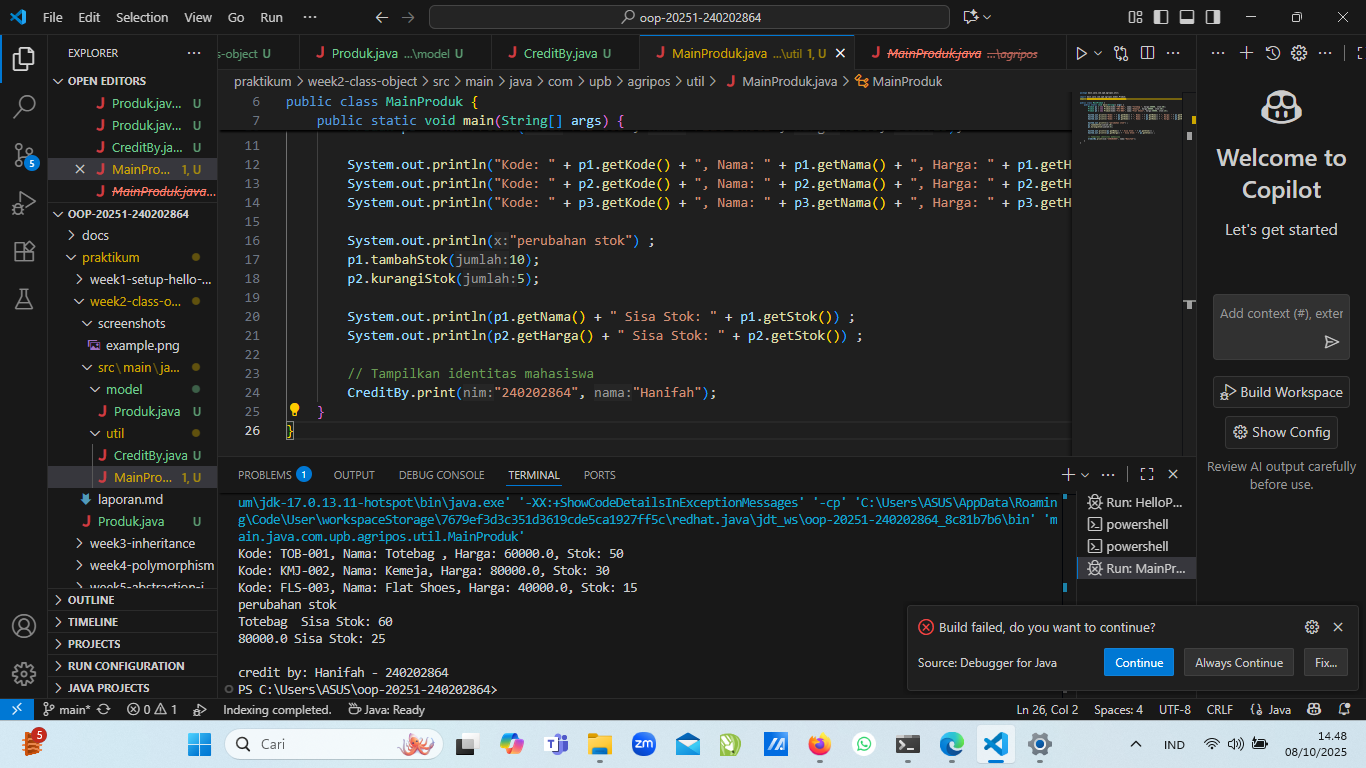 File Edit Selection View Go Run ···
oop-20251-240202864
EXPLORER ···
OPEN EDITORS
Produk.jav... U
Produk.jav... U
CreditBy.ja... U
MainPro... 1, U
MainProduk.java...
OOP-20251-240202864
docs
praktikum
week1-setup-hello-...
week2-class-o...
screenshots
example.png
src\main\ja...
model
Produk.java U
util
CreditBy.java U
MainPro... 1, U
laporan.md
Produk.java U
week3-inheritance
week4-polymorphism
week5-abstraction-i...
OUTLINE
TIMELINE
PROJECTS
RUN CONFIGURATION
JAVA PROJECTS
s-object U
Produk.java ...\model U
CreditBy.java U
MainProduk.java ...\util 1, U
MainProduk.java ...\agripos
praktikum > week2-class-object > src > main > java > com > upb > agripos > util > MainProduk.java > MainProduk
6 public class MainProduk {
7 public static void main(String[] args) {
11
12 System.out.println("Kode: " + p1.getKode() + ", Nama: " + p1.getNama() + ", Harga: " + p1.getH
13 System.out.println("Kode: " + p2.getKode() + ", Nama: " + p2.getNama() + ", Harga: " + p2.getH
14 System.out.println("Kode: " + p3.getKode() + ", Nama: " + p3.getNama() + ", Harga: " + p3.getH
15
16 System.out.println(x:"perubahan stok") ;
17 p1.tambahStok(jumlah:10);
18 p2.kurangiStok(jumlah:5);
19
20 System.out.println(p1.getNama() + " Sisa Stok: " + p1.getStok()) ;
21 System.out.println(p2.getHarga() + " Sisa Stok: " + p2.getStok()) ;
22
23 // Tampilkan identitas mahasiswa
24 CreditBy.print(nim:"240202864", nama:"Hanifah");
25 }
26 }
PROBLEMS 1 OUTPUT DEBUG CONSOLE TERMINAL PORTS
um\jdk-17.0.13.11-hotspot\bin\java.exe' '-XX:+ShowCodeDetailsInExceptionMessages' '-cp' 'C:\Users\ASUS\AppData\Roamin
g\Code\User\workspaceStorage\7679ef3d3c351d3619cde5ca1927ff5c\redhat.java\jdt_ws\oop-20251-240202864_8c81b7b6\bin' 'm
ain.java.com.upb.agripos.util.MainProduk'
Kode: TOB-001, Nama: Totebag , Harga: 60000.0, Stok: 50
Kode: KMJ-002, Nama: Kemeja, Harga: 80000.0, Stok: 30
Kode: FLS-003, Nama: Flat Shoes, Harga: 40000.0, Stok: 15
perubahan stok
Totebag  Sisa Stok: 60
80000.0 Sisa Stok: 25
credit by: Hanifah - 240202864
PS C:\Users\ASUS\oop-20251-240202864>
Run: HelloP...
powershell
powershell
Run: MainPr...
Welcome to
Copilot
Let's get started
Add context (#), exten
Build Workspace
Show Config
Review AI output carefully
before use.
Build failed, do you want to continue?
Source: Debugger for Java
Continue
Always Continue
Fix...
5
main*
0 1
Indexing completed.
Java: Ready
Ln 26, Col 2
Spaces: 4
UTF-8
CRLF
{} Java
5
Cari
zm
IND
14.48
08/10/2025